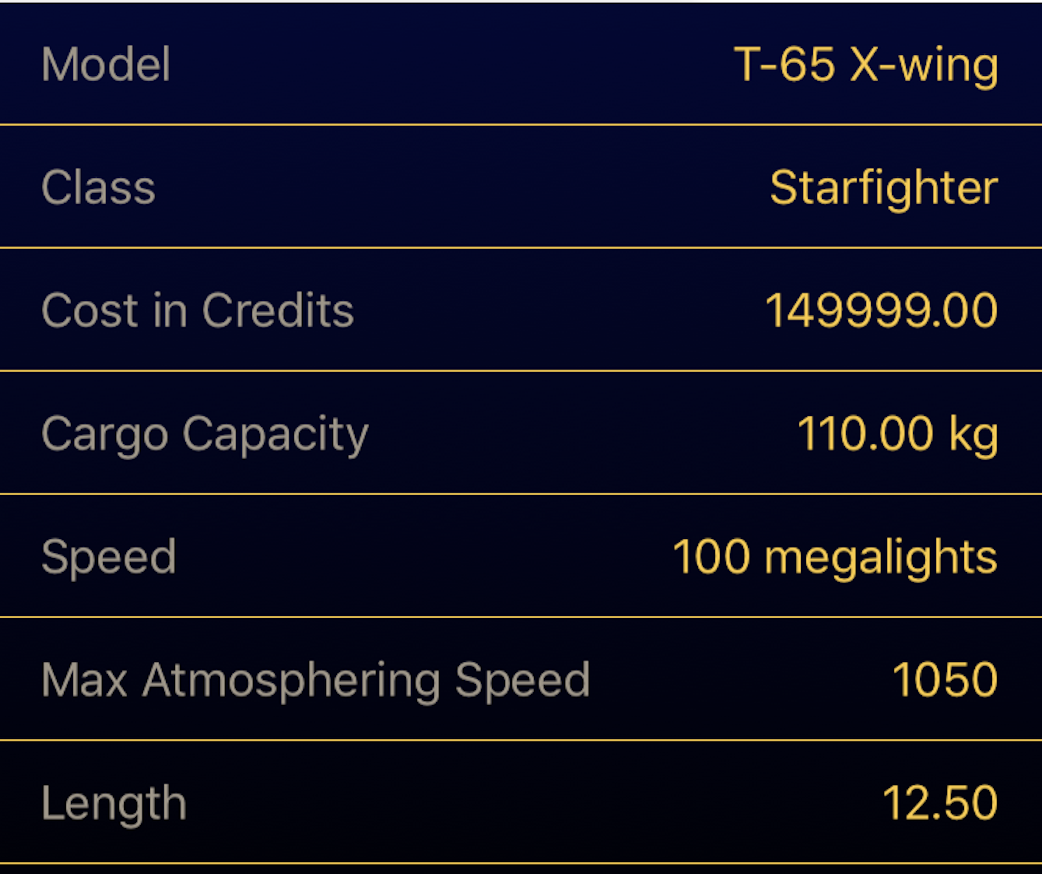 Model T-65 X-wing
Class Starfighter
Cost in Credits 149999.00
Cargo Capacity 110.00 kg
Speed 100 megalights
Max Atmosphering Speed 1050
Length 12.50